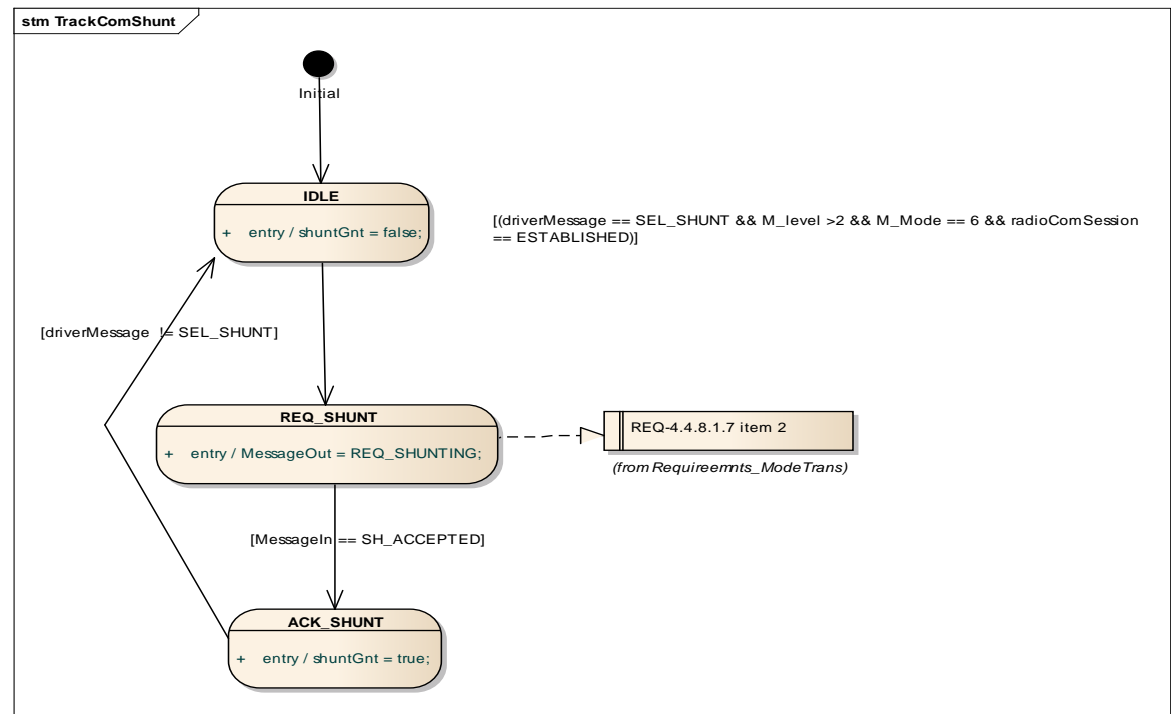 stm TrackComShunt
Initial
IDLE
+ entry / shuntGnt = false;
[(driverMessage == SEL_SHUNT && M_level >2 && M_Mode == 6 && radioComSession
== ESTABLISHED)]
[driverMessage != SEL_SHUNT]
REQ_SHUNT
+ entry / MessageOut = REQ_SHUNTING;
REQ-4.4.8.1.7 item 2
(from Requireemnts_ModeTrans)
[MessageIn == SH_ACCEPTED]
ACK_SHUNT
+ entry / shuntGnt = true;